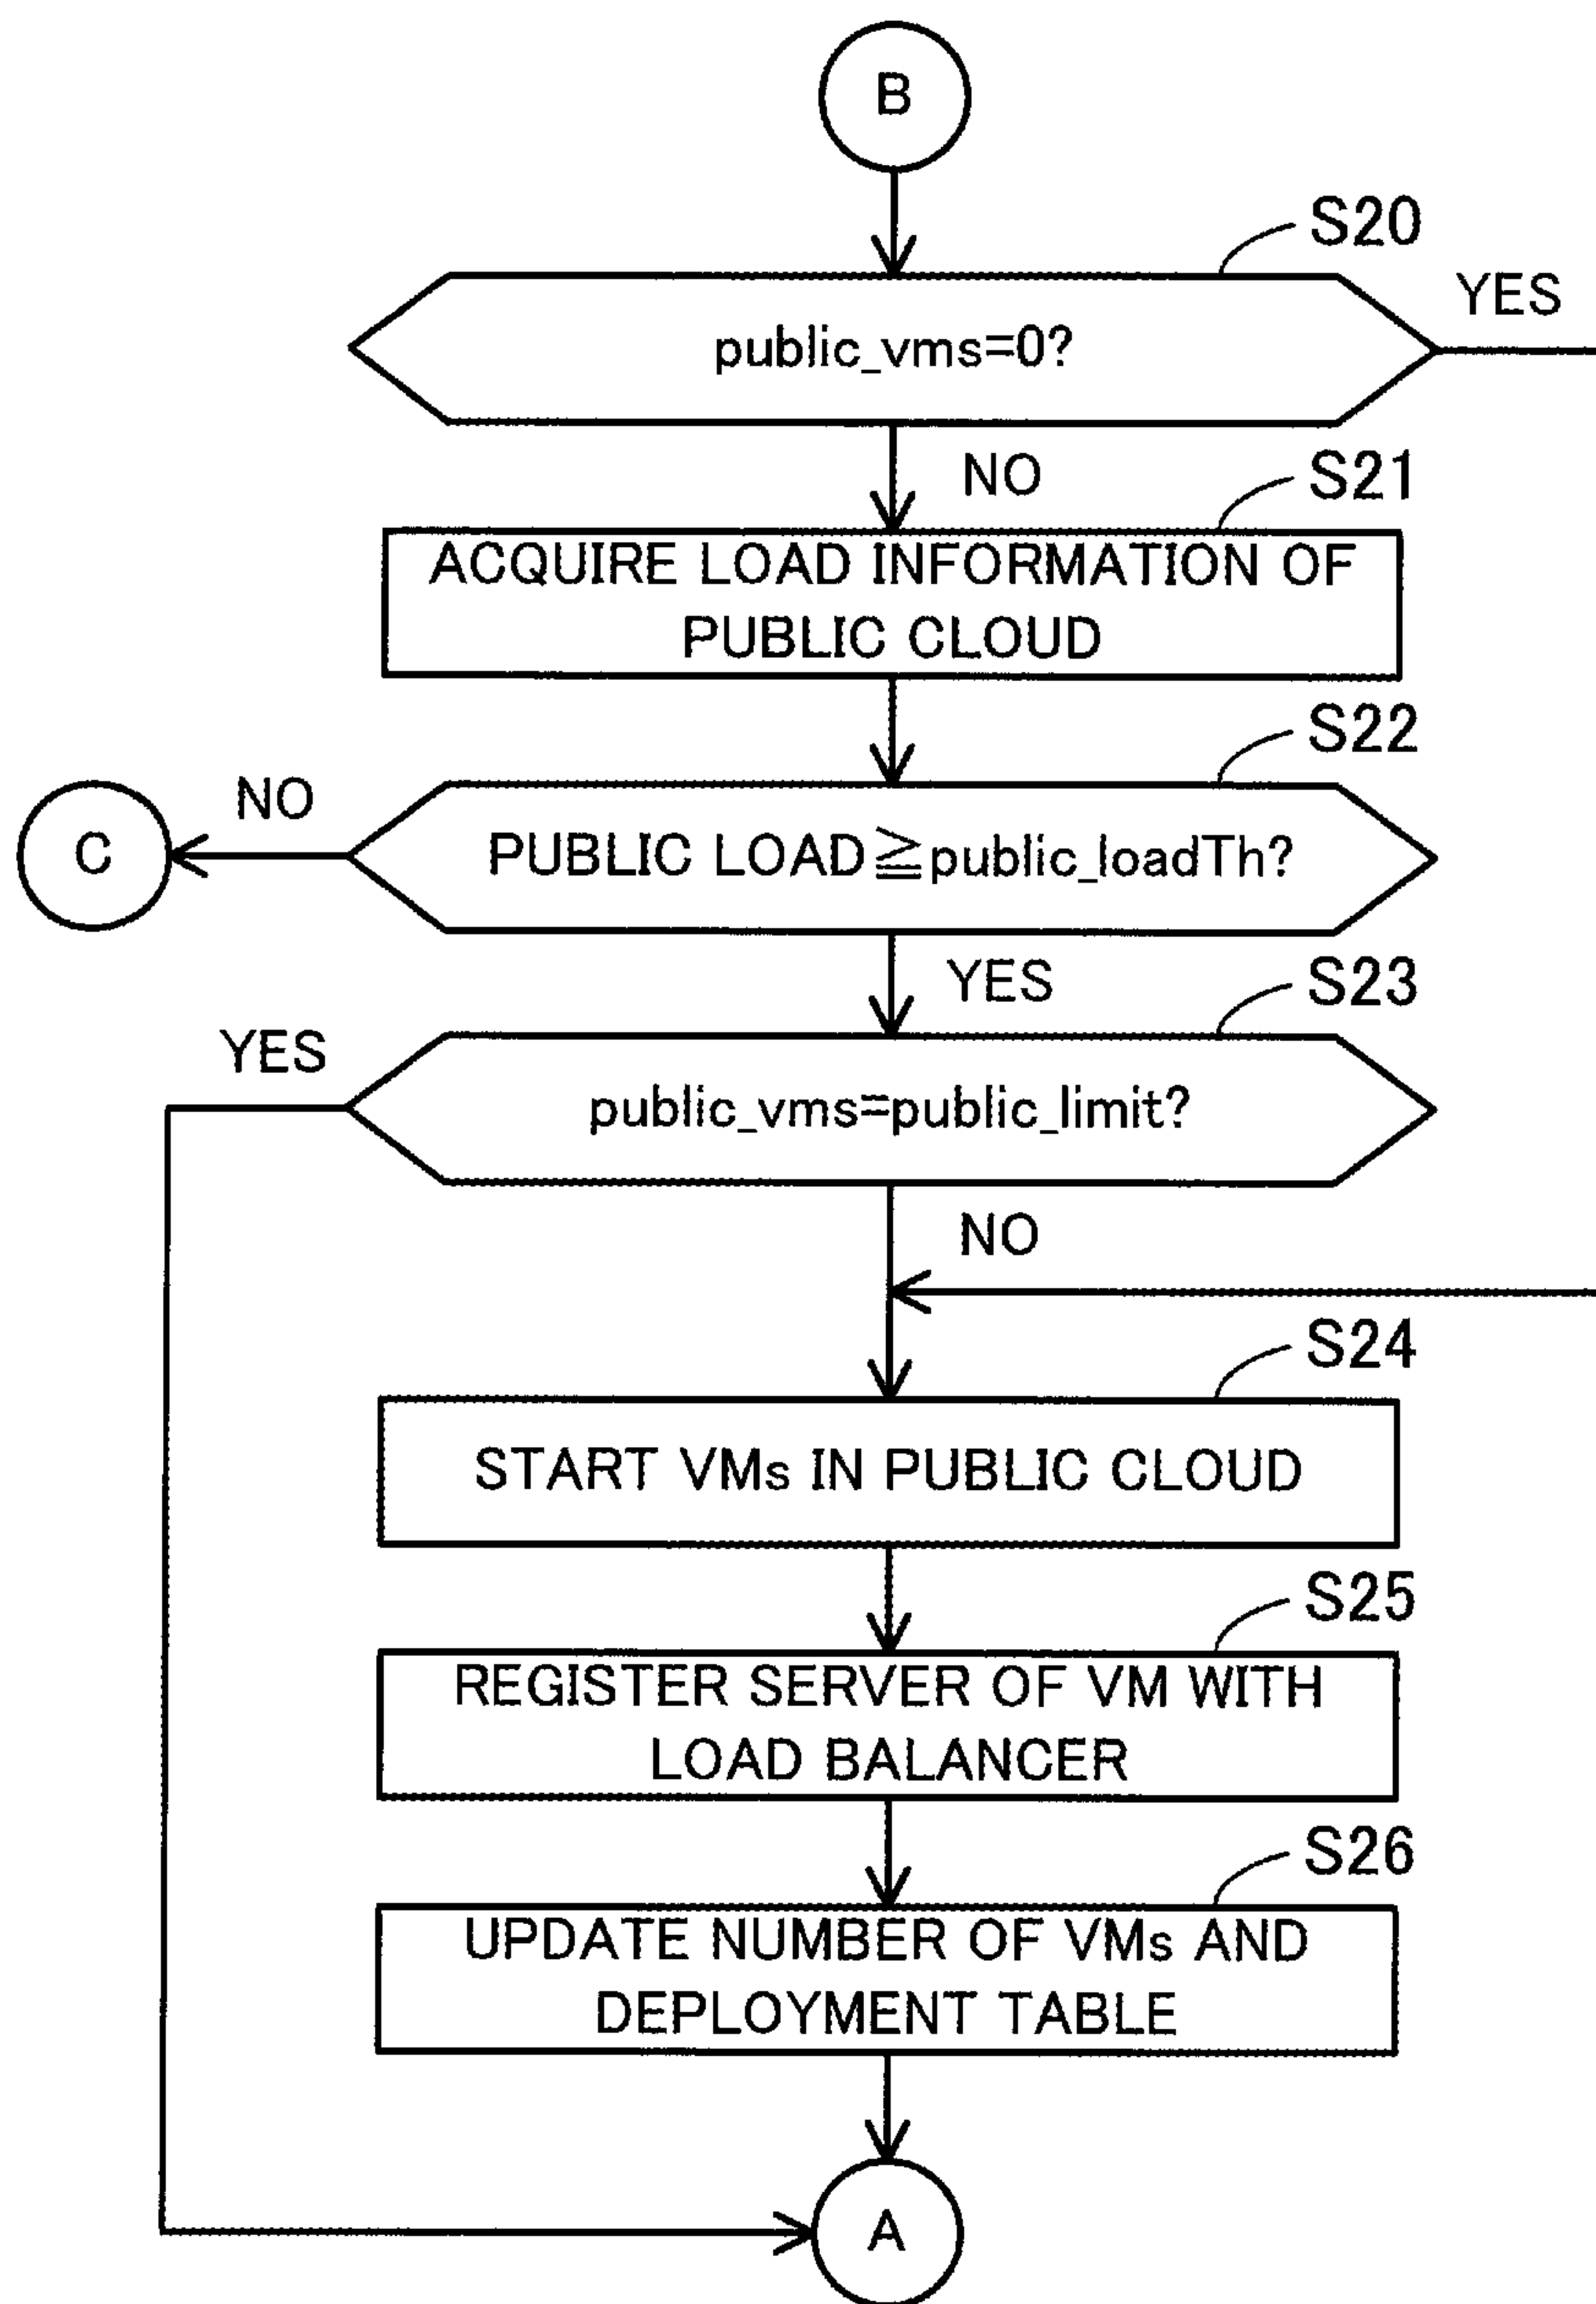 B
S20
YES
public_vms=0?
NO
S21
ACQUIRE LOAD INFORMATION OF
PUBLIC CLOUD
S22
NO
C
PUBLIC LOAD≧public_loadTh?
YES
S23
YES
public_vms=public_limit?
NO
S24
START VMs IN PUBLIC CLOUD
S25
REGISTER SERVER OF VM WITH
LOAD BALANCER
S26
UPDATE NUMBER OF VMs AND
DEPLOYMENT TABLE
A